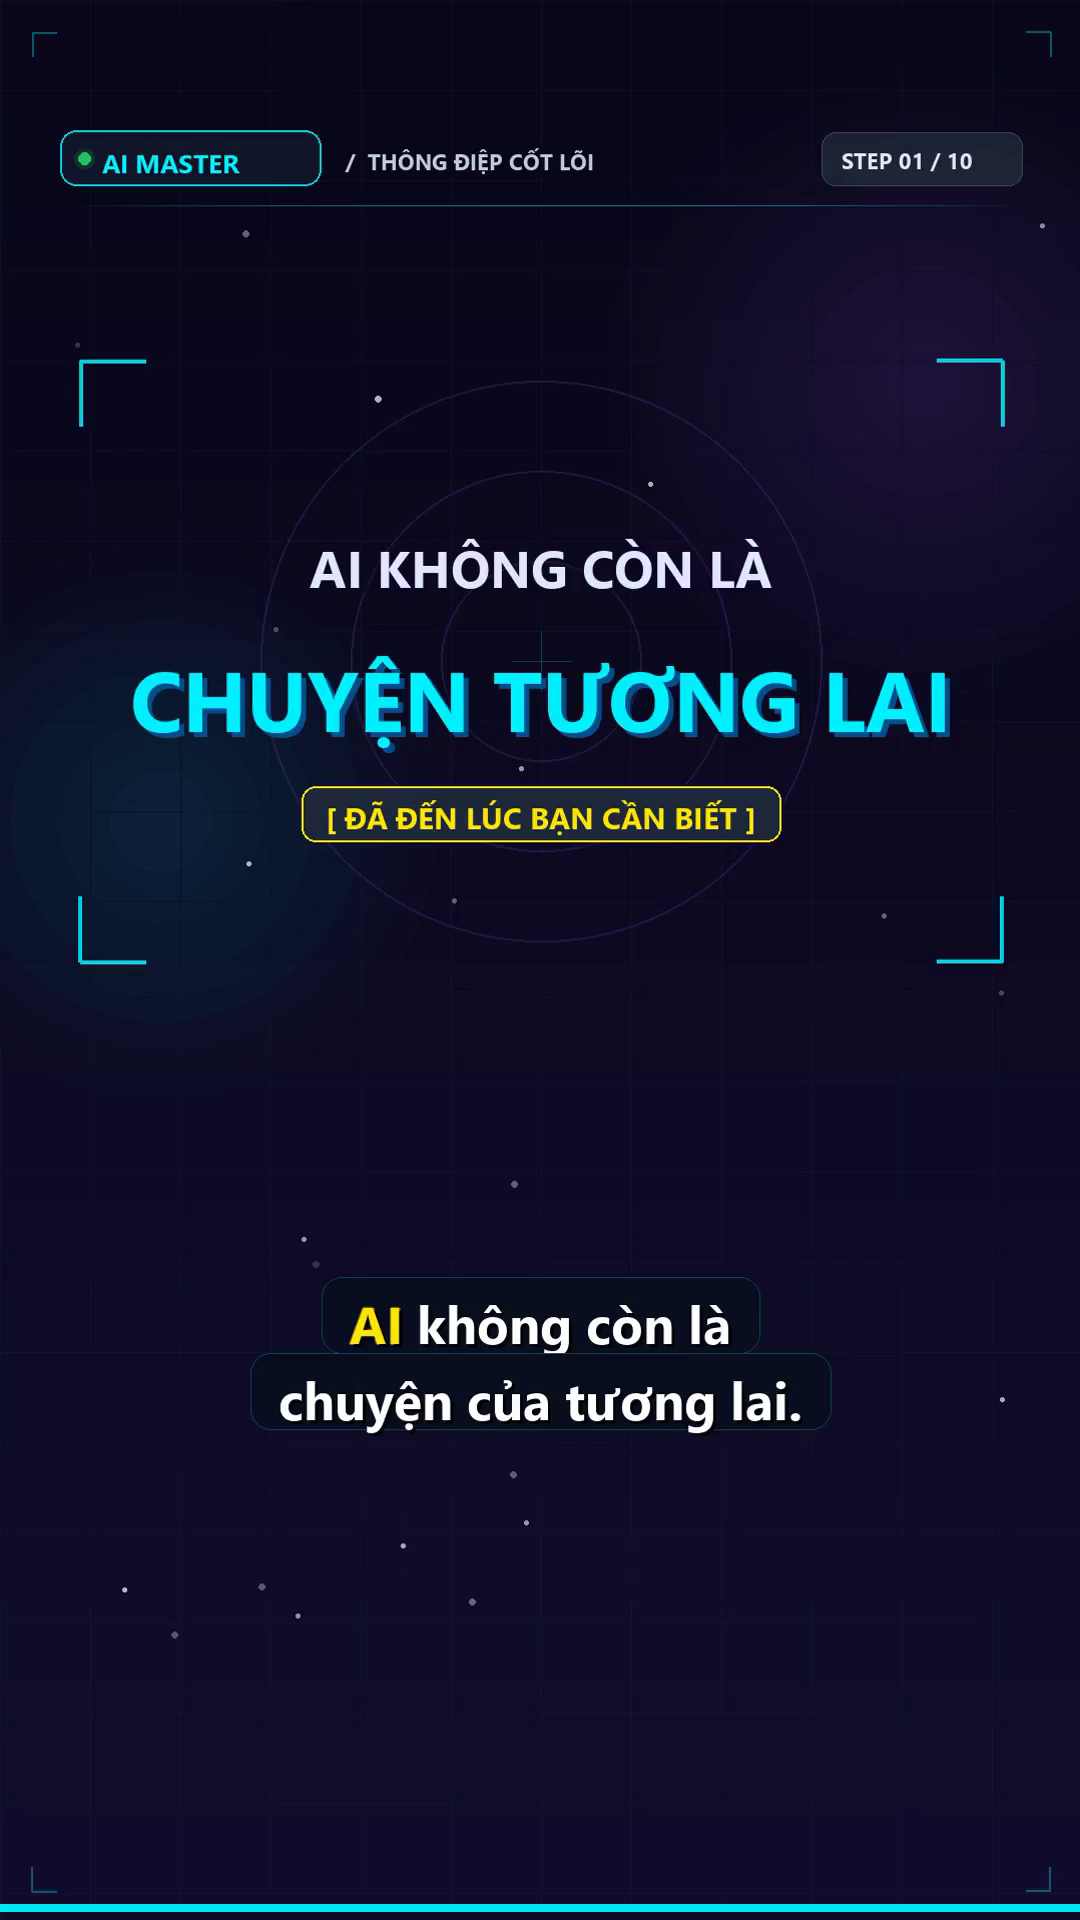 AI MASTER
/ THÔNG ĐIỆP CỐT LÕI
STEP 01 / 10
AI KHÔNG CÒN LÀ
CHUYỆN TƯƠNG LAI
[ ĐÃ ĐẾN LÚC BẠN CẦN BIẾT ]
AI không còn là
chuyện của tương lai.